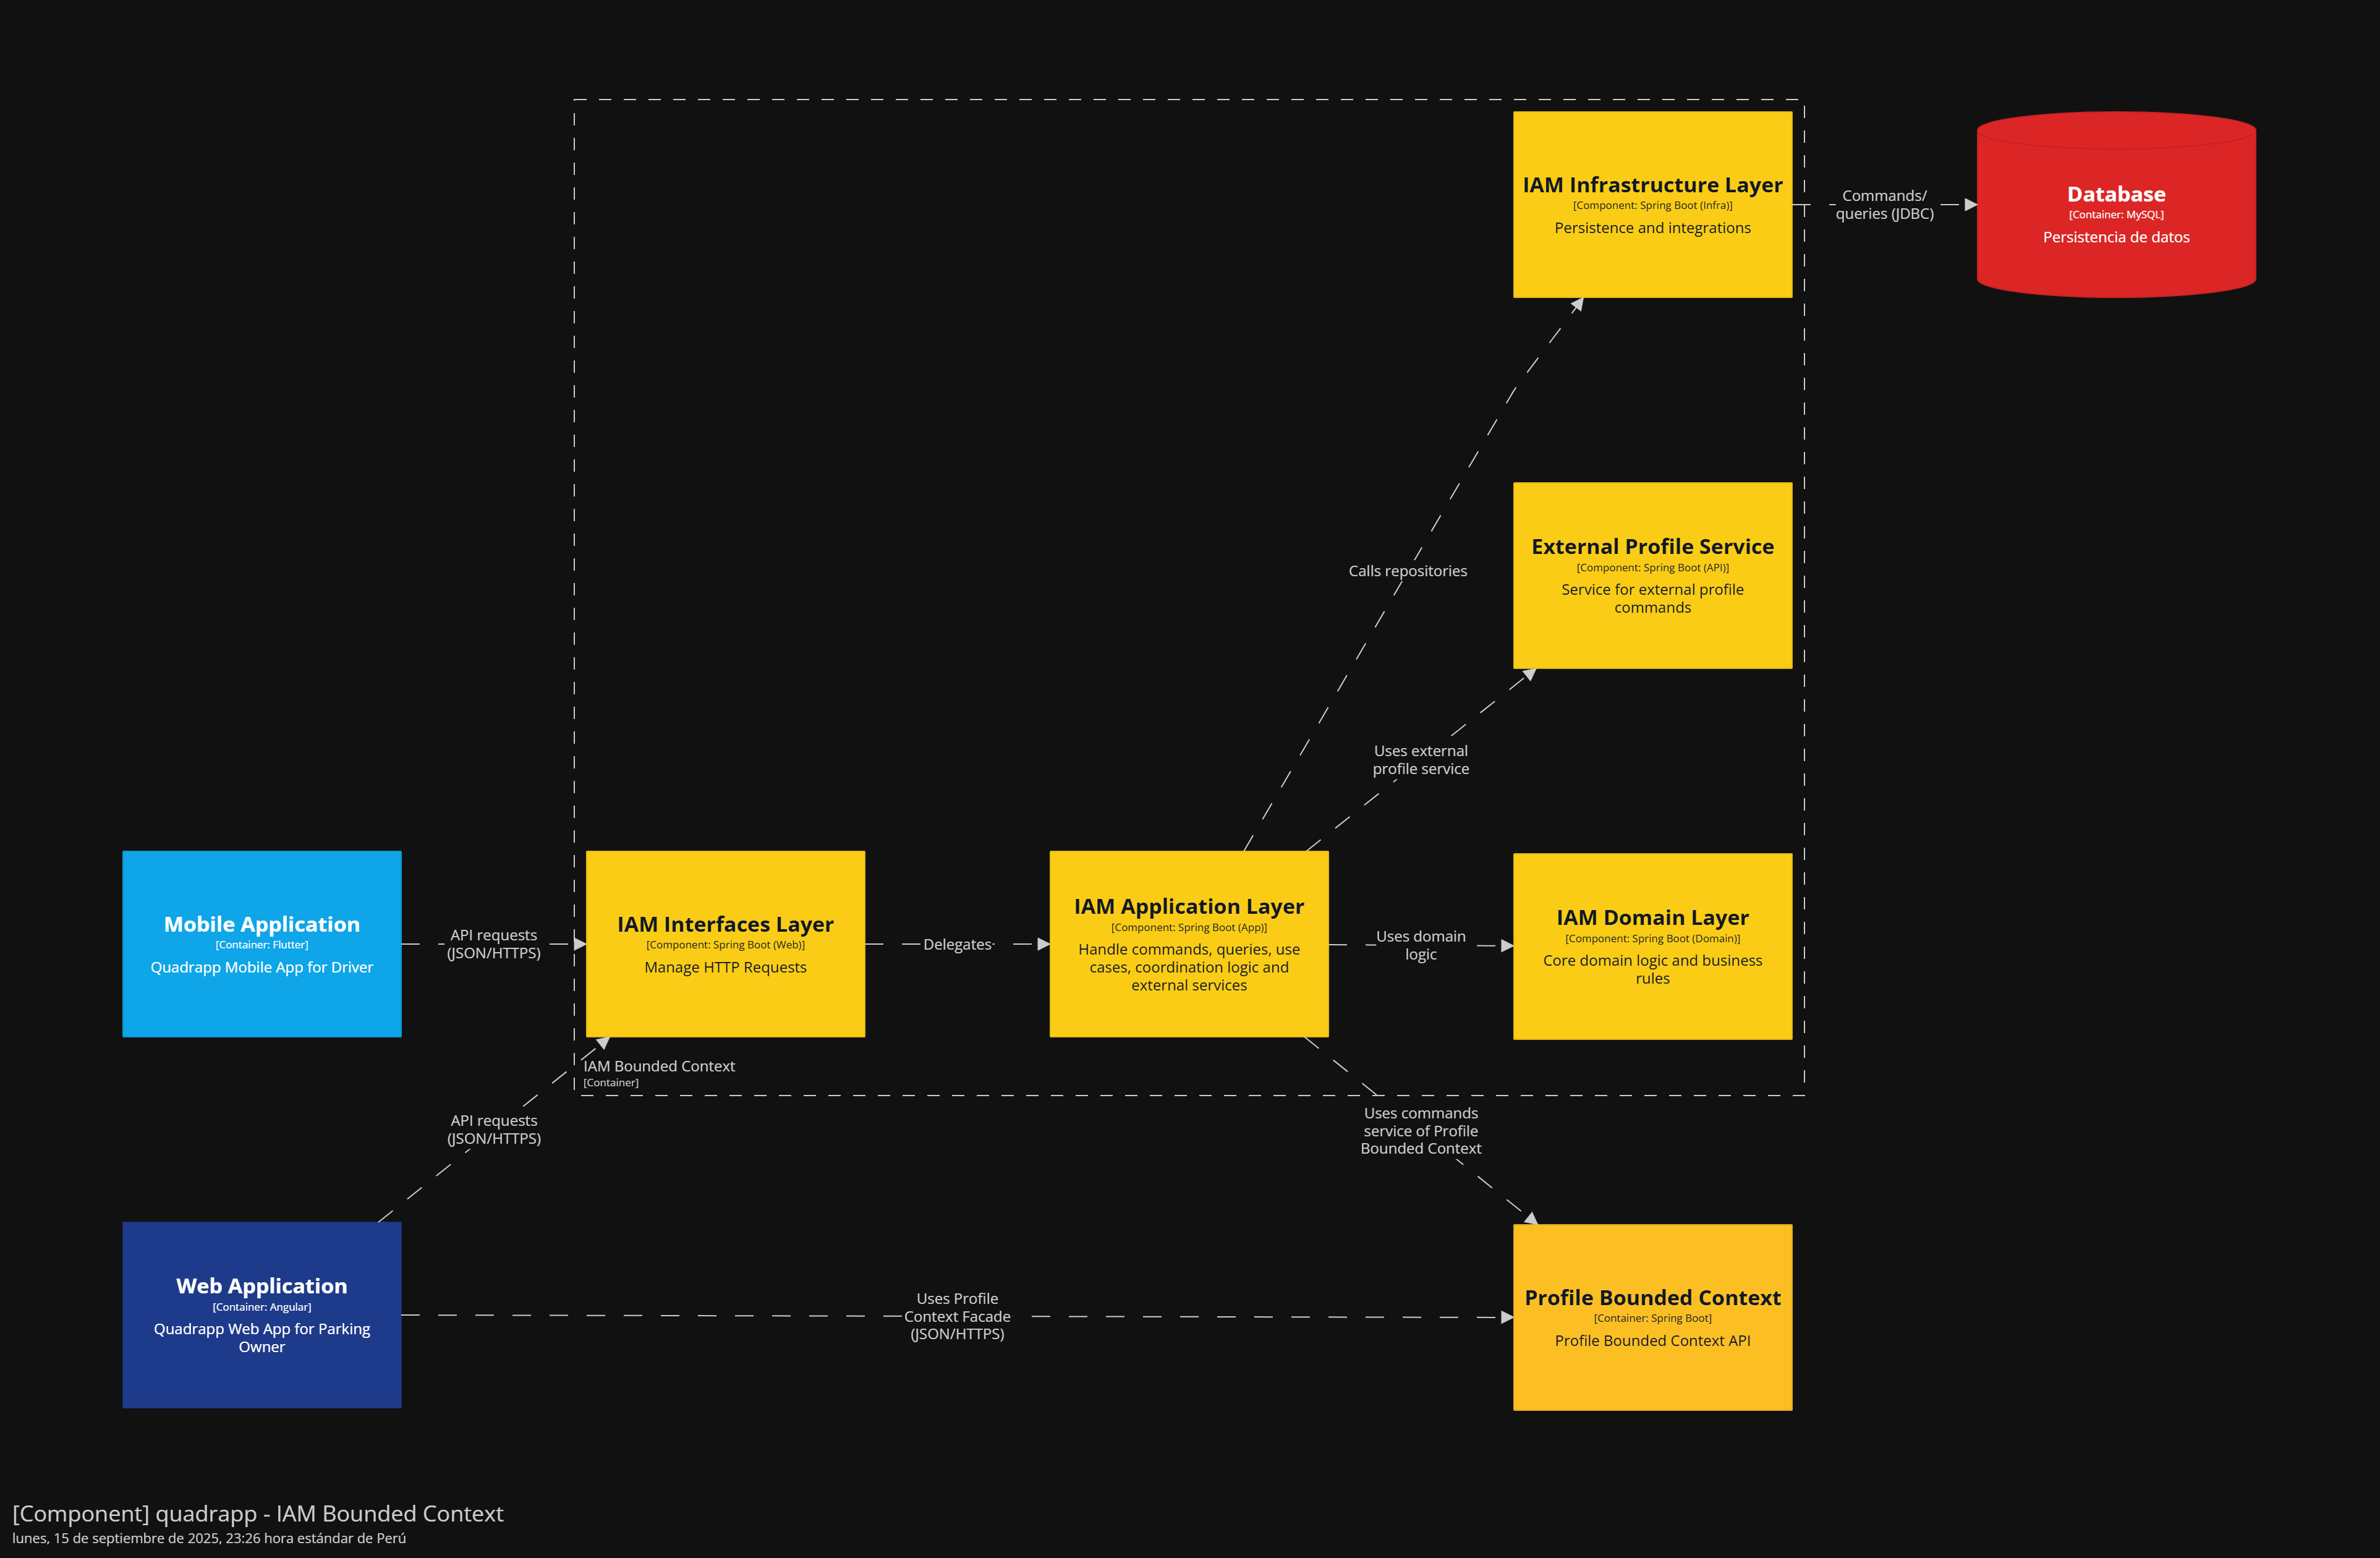 IAM Infrastructure Layer
[Component: Spring Boot (Infra)]
Persistence and integrations
Commands/
queries (JDBC)
Database
[Container: MySQL]
Persistencia de datos
Calls repositories
External Profile Service
[Component: Spring Boot (API)]
Service for external profile
commands
Uses external
profile service
Mobile Application
[Container: Flutter]
Quadrapp Mobile App for Driver
API requests
(JSON/HTTPS)
IAM Interfaces Layer
[Component: Spring Boot (Web)]
Manage HTTP Requests
Delegates
IAM Application Layer
[Component: Spring Boot (App)]
Handle commands, queries, use
cases, coordination logic and
external services
Uses domain
logic
IAM Domain Layer
[Component: Spring Boot (Domain)]
Core domain logic and business
rules
IAM Bounded Context
[Container]
API requests
(JSON/HTTPS)
Uses commands
service of Profile
Bounded Context
Web Application
[Container: Angular]
Quadrapp Web App for Parking
Owner
Uses Profile
Context Facade
(JSON/HTTPS)
Profile Bounded Context
[Container: Spring Boot]
Profile Bounded Context API
[Component] quadrapp - IAM Bounded Context
lunes, 15 de septiembre de 2025, 23:26 hora estándar de Perú